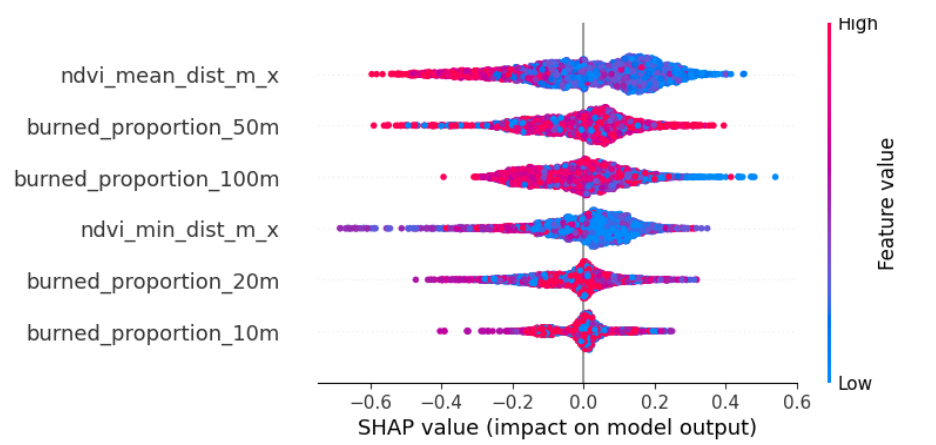 High
ndvi_mean_dist_m_x
burned_proportion_50m
burned_proportion_100m
ndvi_min_dist_m_x
burned_proportion_20m
burned_proportion_10m
Feature value
Low
−0.6 −0.4 −0.2 0.0 0.2 0.4 0.6
SHAP value (impact on model output)